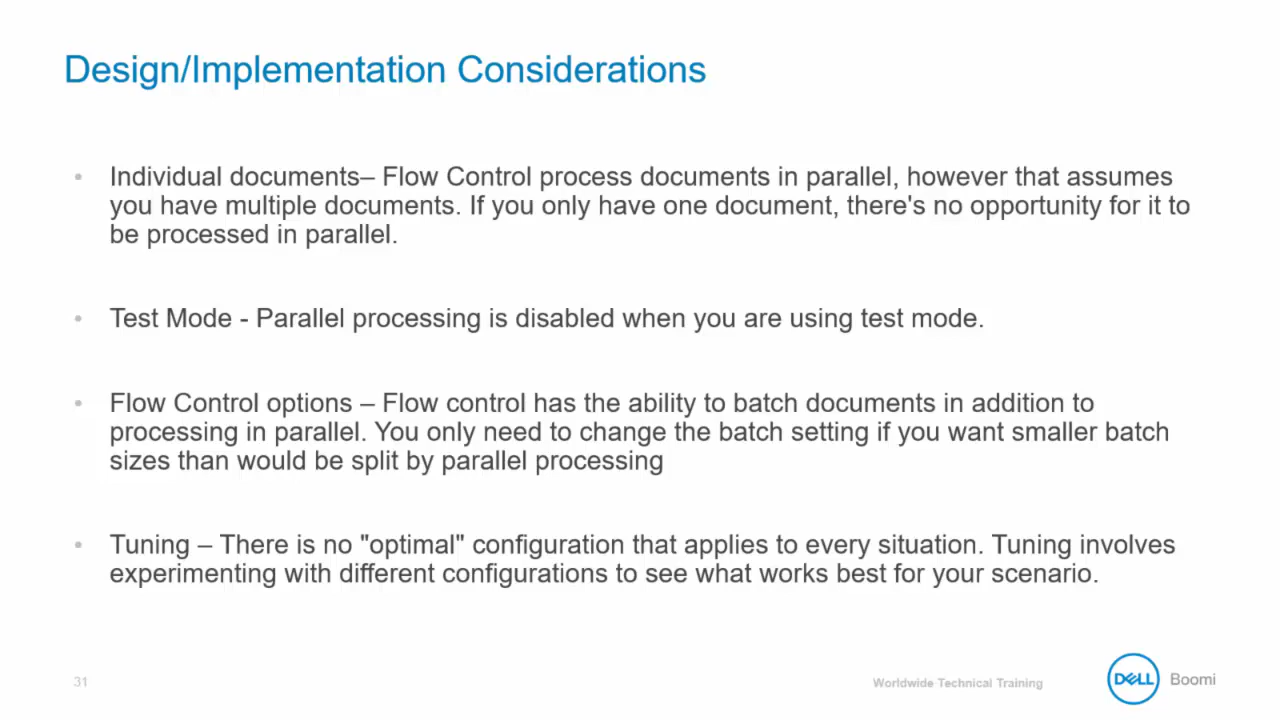 Design/Implementation Considerations
• Individual documents– Flow Control process documents in parallel, however that assumes
you have multiple documents. If you only have one document, there's no opportunity for it to
be processed in parallel.
• Test Mode - Parallel processing is disabled when you are using test mode.
• Flow Control options – Flow control has the ability to batch documents in addition to
processing in parallel. You only need to change the batch setting if you want smaller batch
sizes than would be split by parallel processing
• Tuning – There is no "optimal" configuration that applies to every situation. Tuning involves
experimenting with different configurations to see what works best for your scenario.
31
Worldwide Technical Training
DELL Boomi